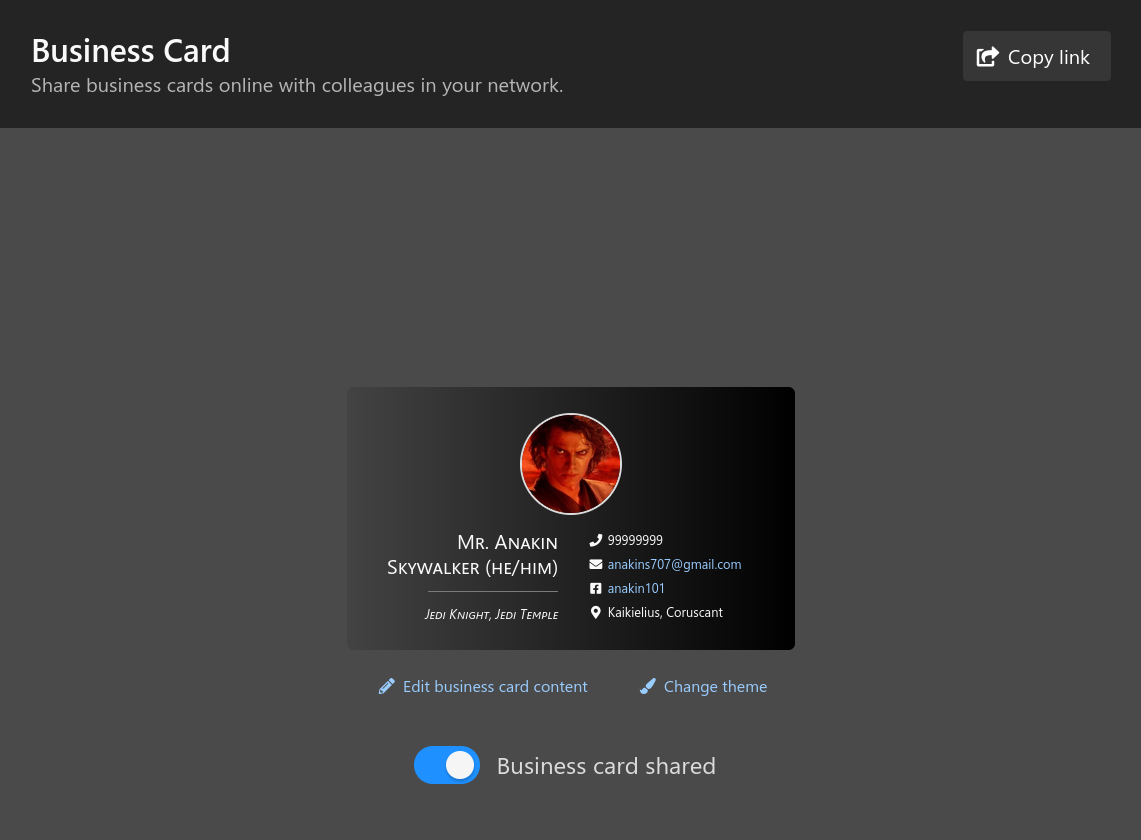 Business Card
Share business cards online with colleagues in your network.
Copy link
Mr. Anakin
Skywalker (he/him)
Jedi Knight, Jedi Temple
99999999
anakins707@gmail.com
anakin101
Kaikielius, Coruscant
Edit business card content
Change theme
Business card shared